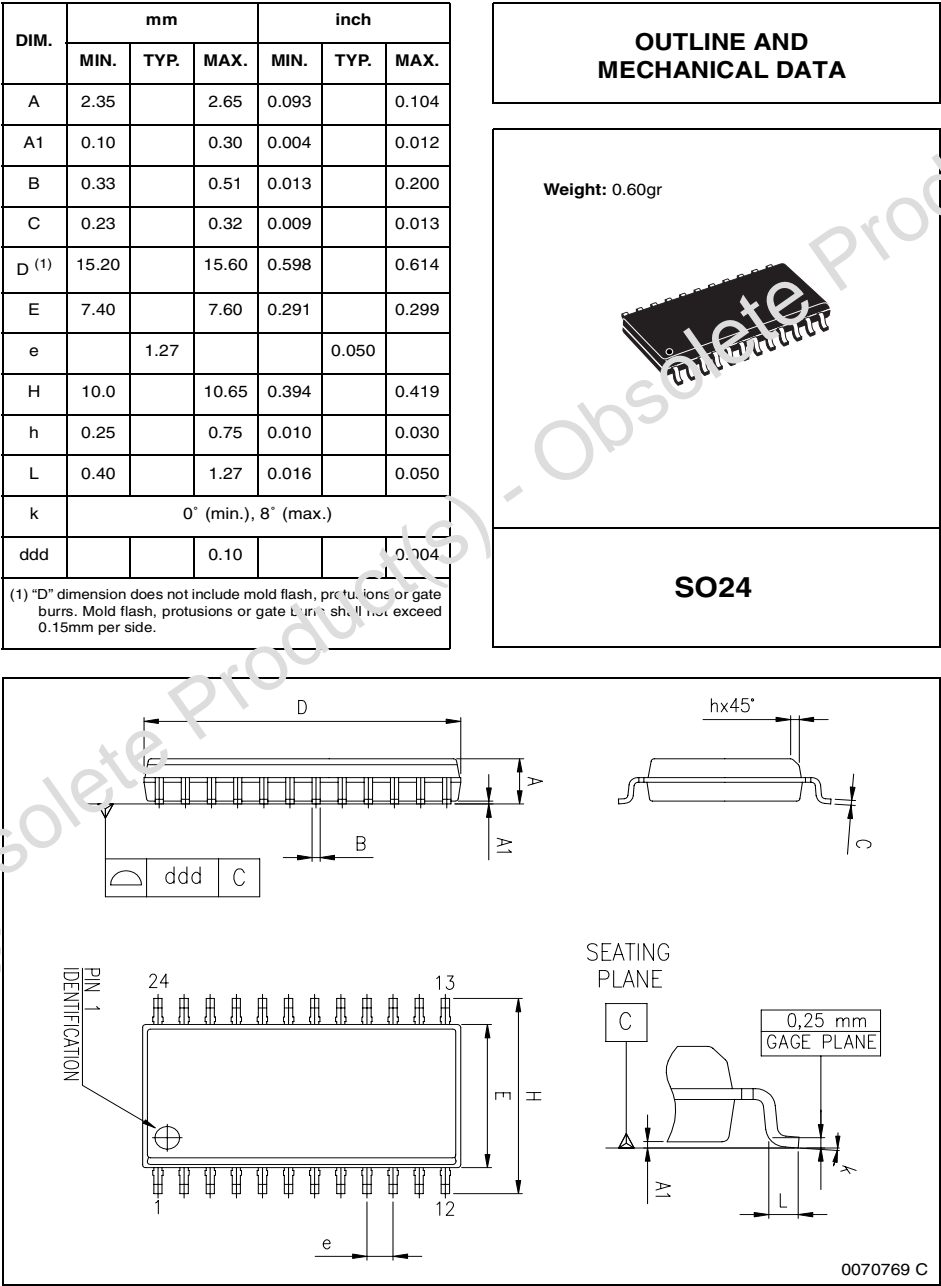 DIM. mm inch
MIN. TYP. MAX. MIN. TYP. MAX.
A 2.35 2.65 0.093 0.104
A1 0.10 0.30 0.004 0.012
B 0.33 0.51 0.013 0.200
C 0.23 0.32 0.009 0.013
D (1) 15.20 15.60 0.598 0.614
E 7.40 7.60 0.291 0.299
e 1.27 0.050
H 10.0 10.65 0.394 0.419
h 0.25 0.75 0.010 0.030
L 0.40 1.27 0.016 0.050
k 0˚ (min.), 8˚ (max.)
ddd 0.10 0.004
(1) “D” dimension does not include mold flash, protusions or gate
burrs. Mold flash, protusions or gate burrs shall not exceed
0.15mm per side.
OUTLINE AND
MECHANICAL DATA
Weight: 0.60gr
SO24
Obsolete Product(s) - Obsolete Prod
D
hx45°
A
A1
B
C
ddd C
PIN 1
IDENTIFICATION
24 13
E
H
1 12
e
SEATING
PLANE
C
0,25 mm
GAGE PLANE
A1
L
k
0070769 C